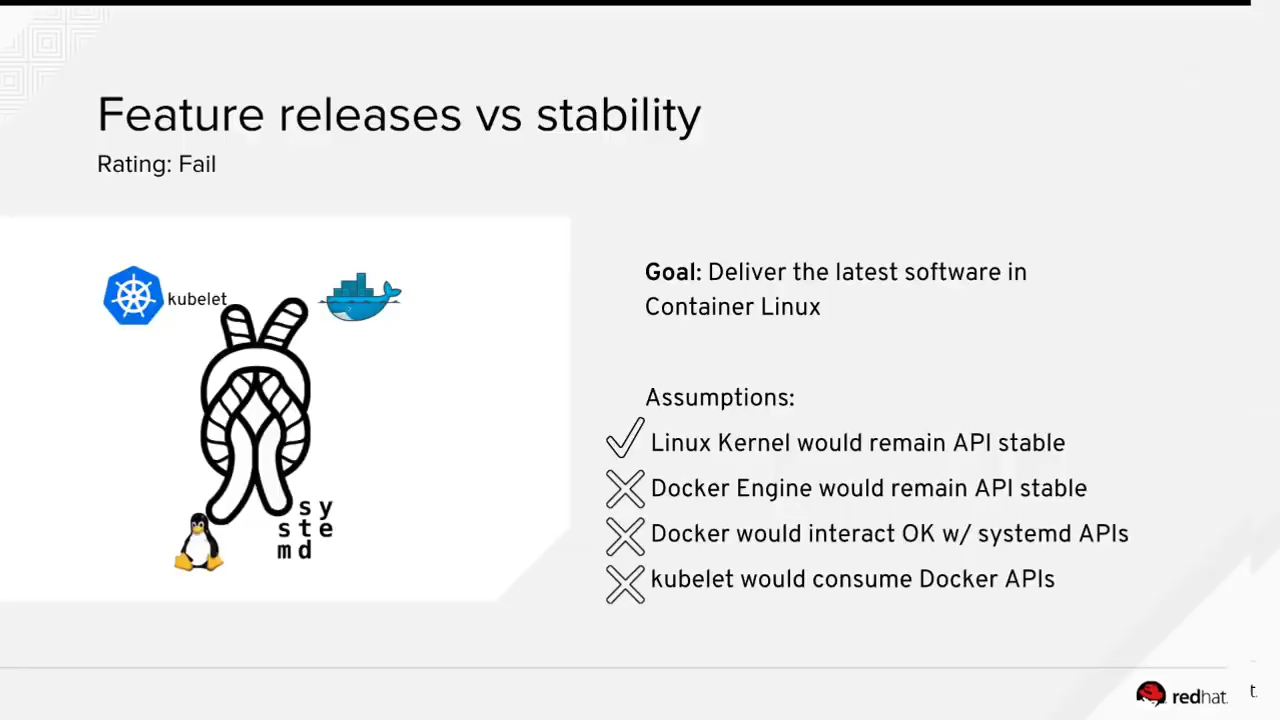 Feature releases vs stability
Rating: Fail
kubelet
sy
ste
md
Goal: Deliver the latest software in
Container Linux
Assumptions:
Linux Kernel would remain API stable
Docker Engine would remain API stable
Docker would interact OK w/ systemd APIs
kubelet would consume Docker APIs
redhat.
t.